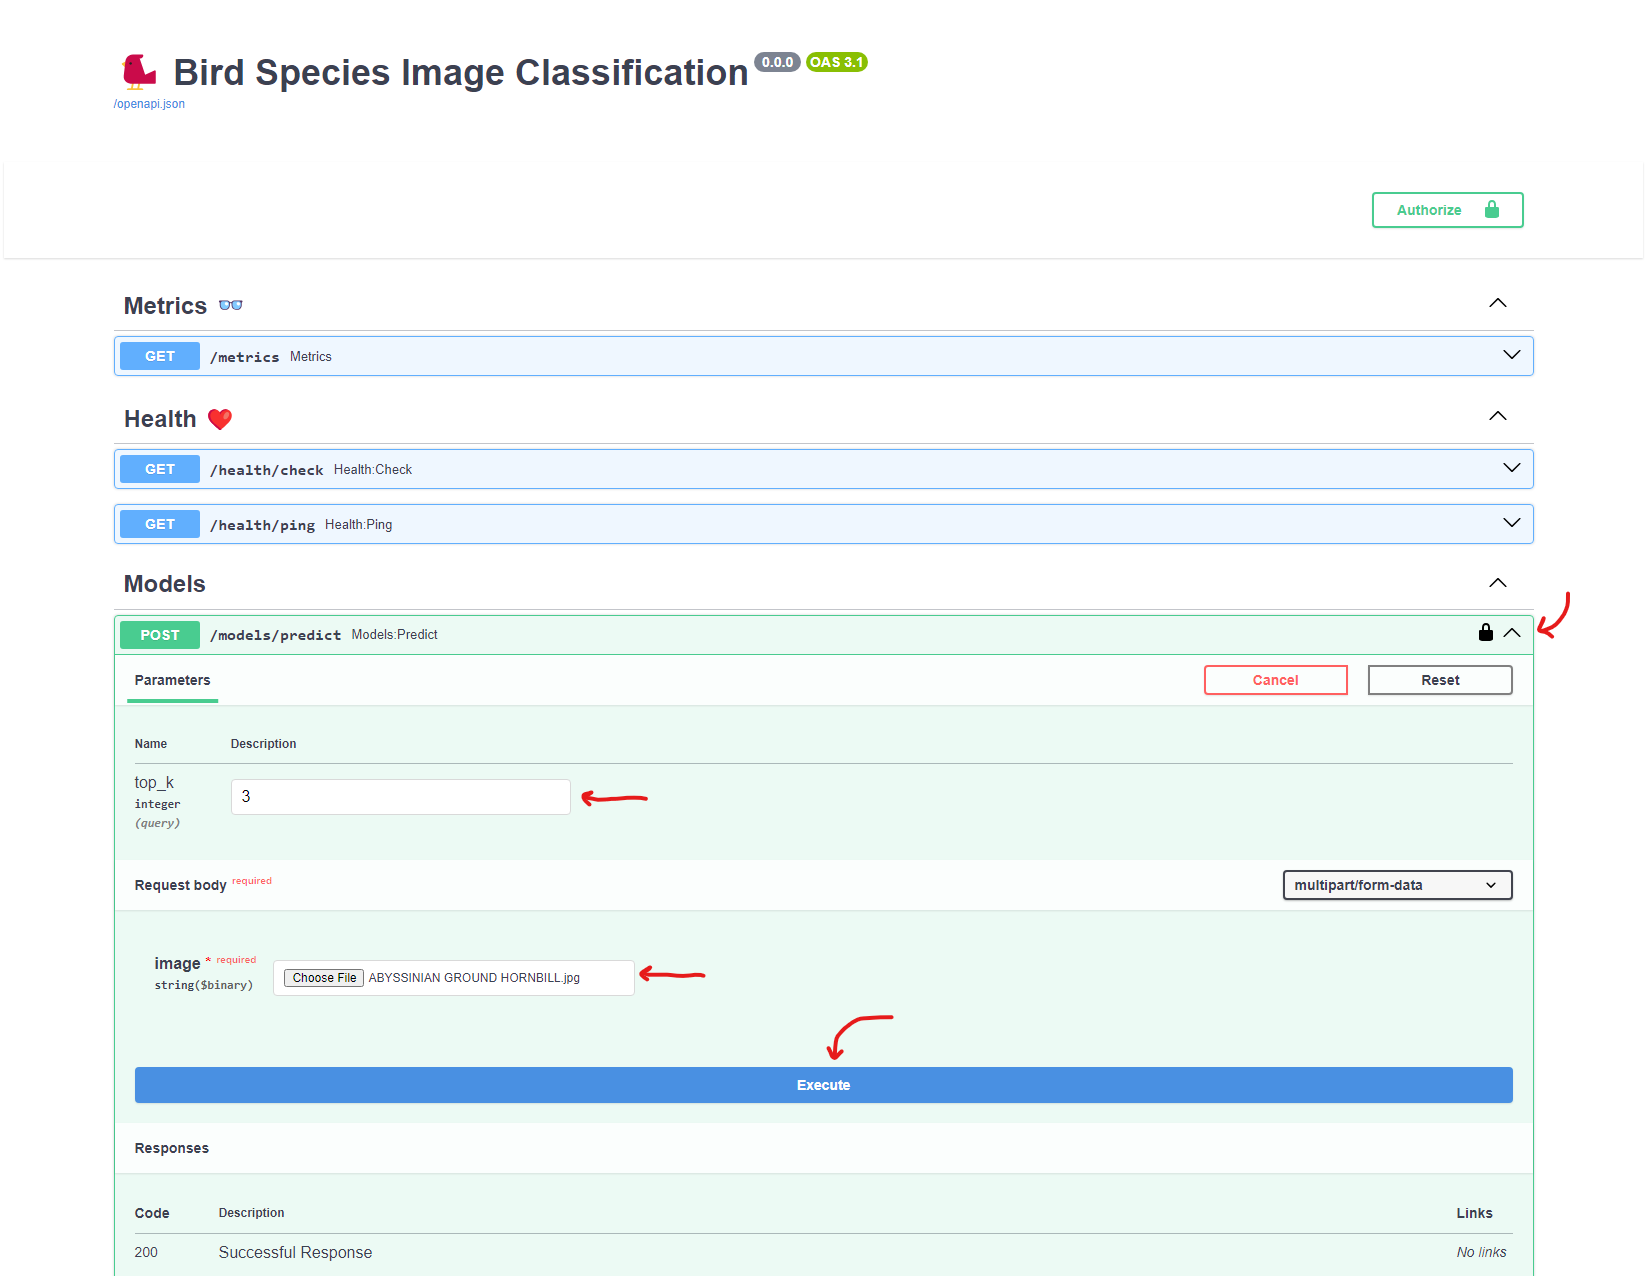 Bird Species Image Classification 0.0.0 OAS 3.1
/openapi.json
Authorize
Metrics
GET /metrics Metrics
Health
GET /health/check Health:Check
GET /health/ping Health:Ping
Models
POST /models/predict Models:Predict
Parameters Cancel Reset
Name Description
top_k
integer
(query)
3
Request body required multipart/form-data
image * required
string($binary)
Choose File ABYSSINIAN GROUND HORNBILL.jpg
Execute
Responses
Code Description Links
200 Successful Response No links